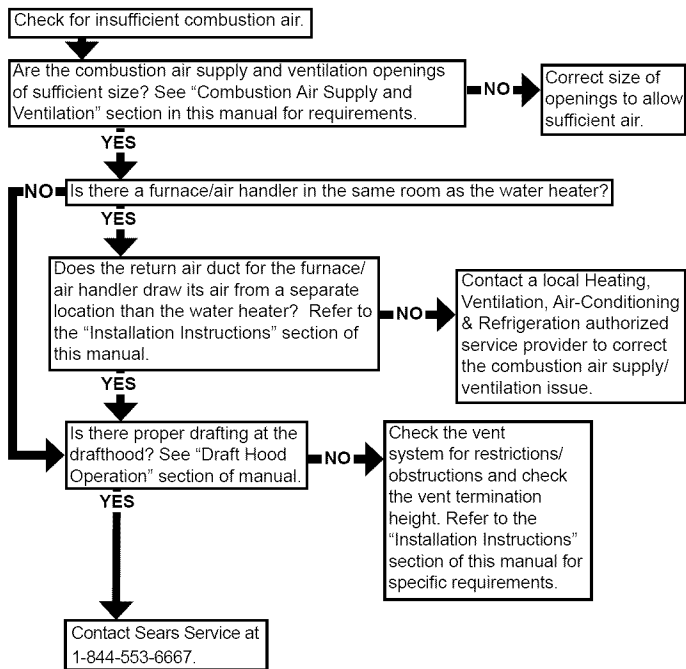 Check for insufficient combustion air.
Are the combustion air supply and ventilation openings
of sufficient size? See “Combustion Air Supply and
Ventilation” section in this manual for requirements.
NO
Correct size of
openings to allow
sufficient air.
YES
NO
Is there a furnace/air handler in the same room as the water heater?
YES
Does the return air duct for the furnace/
air handler draw its air from a separate
location than the water heater? Refer to
the “Installation Instructions” section of
this manual.
NO
Contact a local Heating,
Ventilation, Air-Conditioning
& Refrigeration authorized
service provider to correct
the combustion air supply/
ventilation issue.
YES
Is there proper drafting at the
drafthood? See “Draft Hood
Operation” section of manual.
NO
Check the vent
system for restrictions/
obstructions and check
the vent termination
height. Refer to the
“Installation Instructions”
section of this manual for
specific requirements.
YES
Contact Sears Service at
1-844-553-6667.